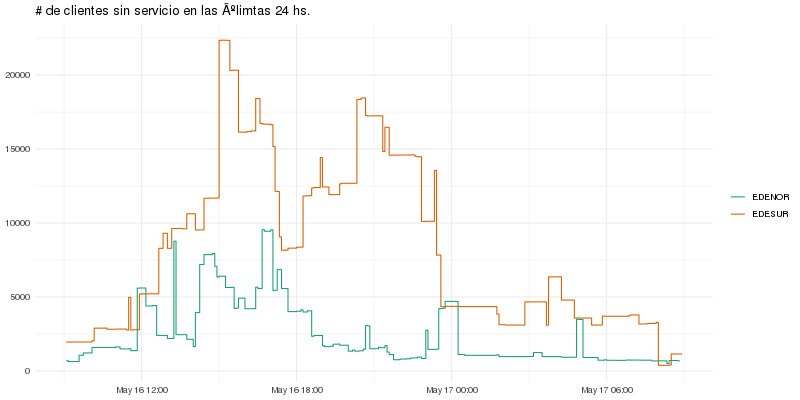 # de clientes sin servicio en las Ãºlimtas 24 hs.
20000
15000
10000
5000
0
May 16 12:00
May 16 18:00
May 17 00:00
May 17 06:00
EDENOR
EDESUR